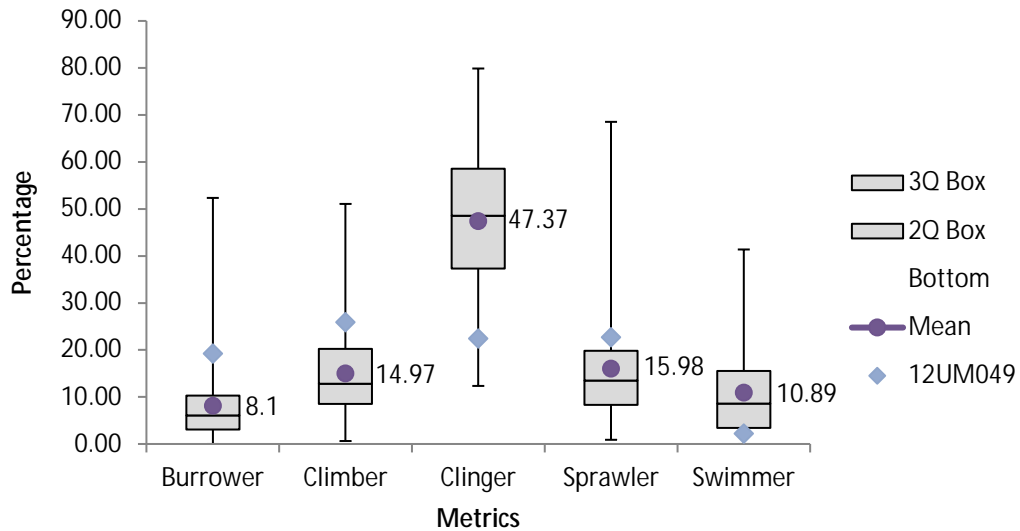 90.00
80.00
70.00
60.00
50.00
40.00
30.00
20.00
10.00
0.00
Percentage
8.1
14.97
47.37
15.98
10.89
Burrower Climber Clinger Sprawler Swimmer
Metrics
3Q Box
2Q Box
Bottom
Mean
12UM049